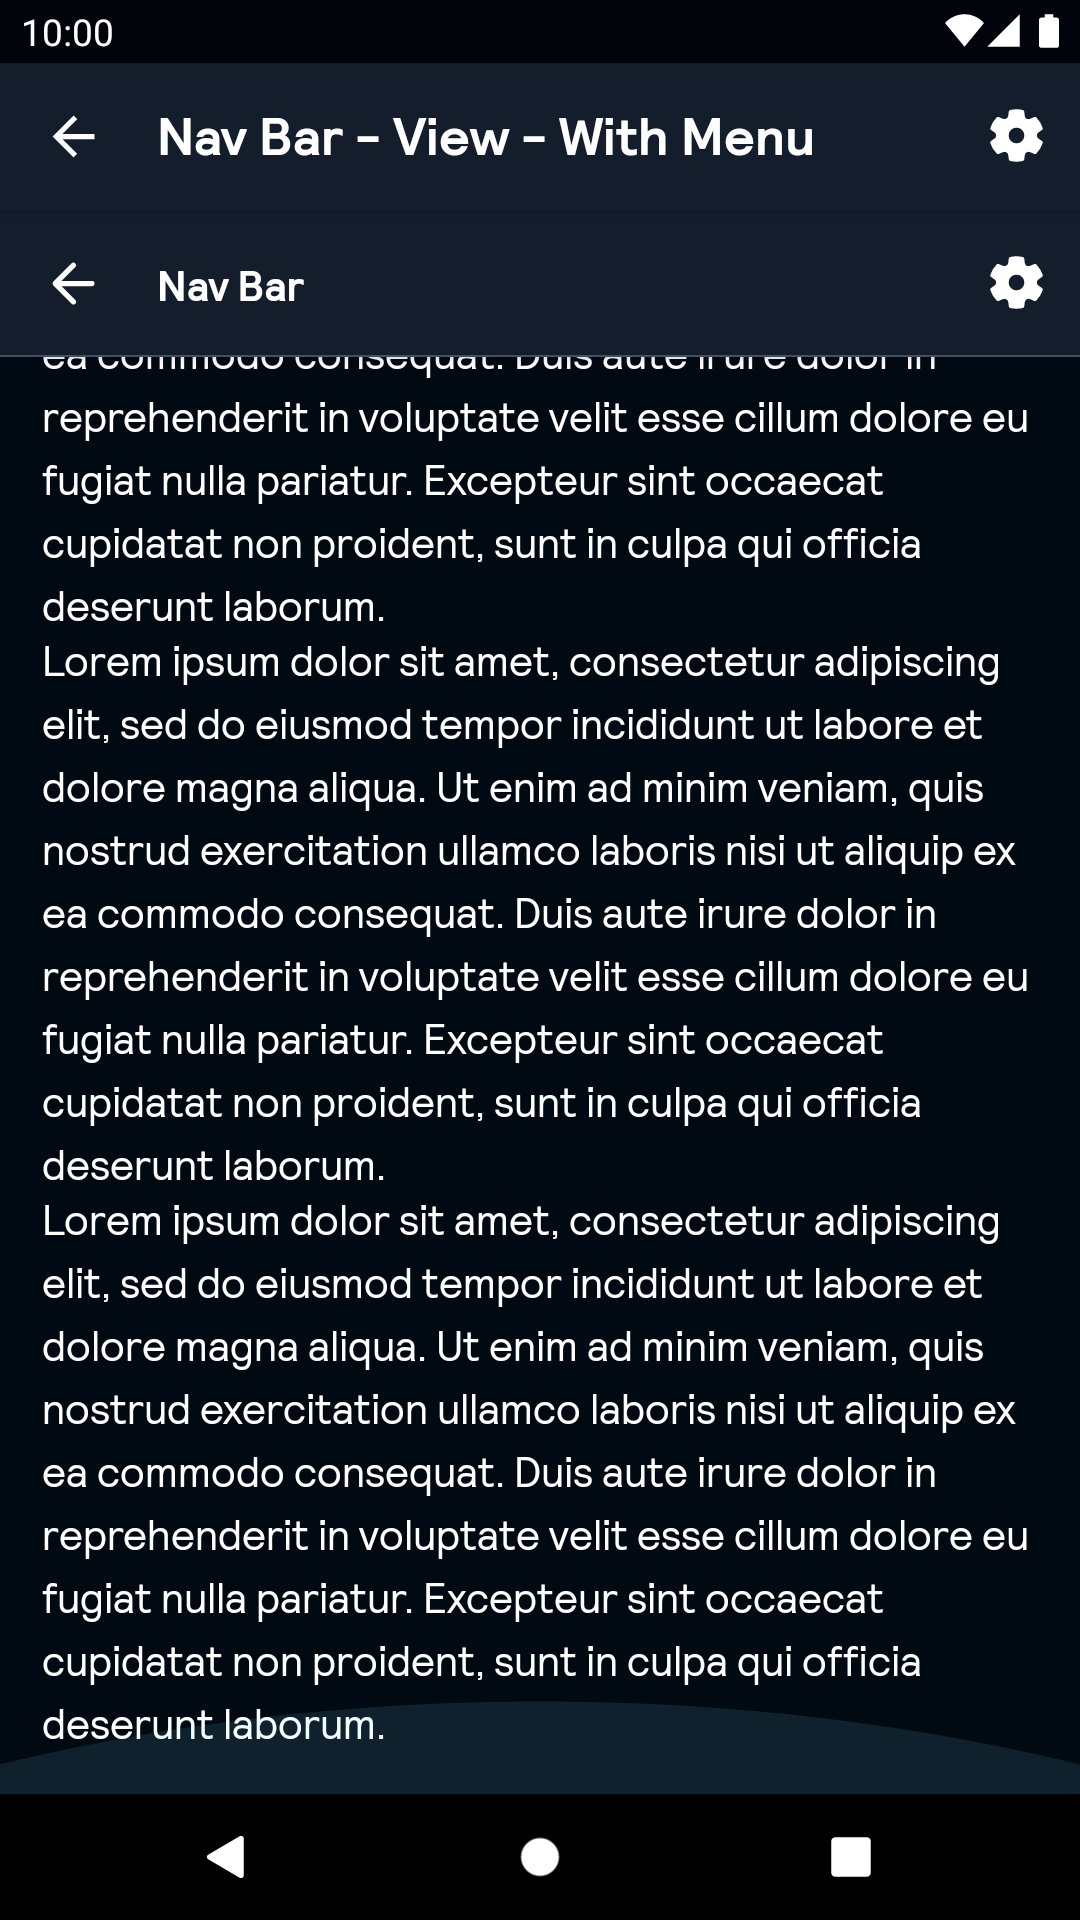 10:00
Nav Bar - View - With Menu
Nav Bar
ea commodo consequat. Duis aute irure dolor in
reprehenderit in voluptate velit esse cillum dolore eu
fugiat nulla pariatur. Excepteur sint occaecat
cupidatat non proident, sunt in culpa qui officia
deserunt laborum.
Lorem ipsum dolor sit amet, consectetur adipiscing
elit, sed do eiusmod tempor incididunt ut labore et
dolore magna aliqua. Ut enim ad minim veniam, quis
nostrud exercitation ullamco laboris nisi ut aliquip ex
ea commodo consequat. Duis aute irure dolor in
reprehenderit in voluptate velit esse cillum dolore eu
fugiat nulla pariatur. Excepteur sint occaecat
cupidatat non proident, sunt in culpa qui officia
deserunt laborum.
Lorem ipsum dolor sit amet, consectetur adipiscing
elit, sed do eiusmod tempor incididunt ut labore et
dolore magna aliqua. Ut enim ad minim veniam, quis
nostrud exercitation ullamco laboris nisi ut aliquip ex
ea commodo consequat. Duis aute irure dolor in
reprehenderit in voluptate velit esse cillum dolore eu
fugiat nulla pariatur. Excepteur sint occaecat
cupidatat non proident, sunt in culpa qui officia
deserunt laborum.